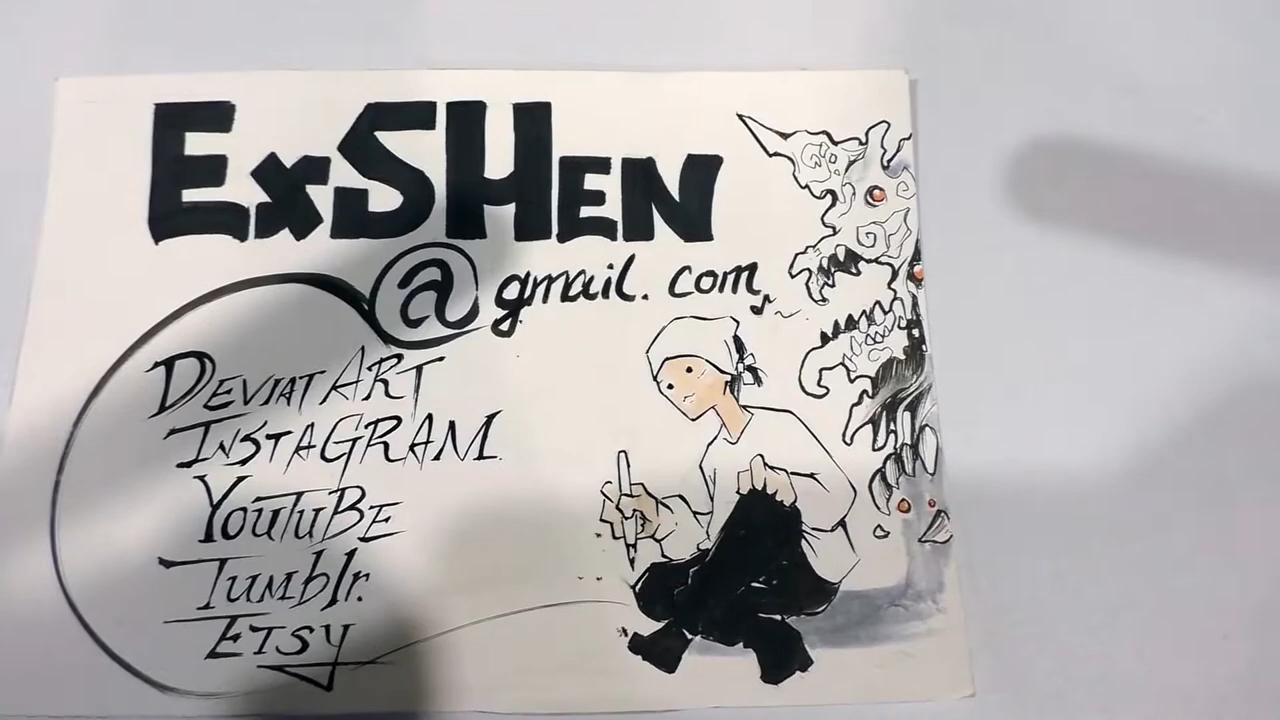 ExSHEN
@gmail.com
DEVIATART
INSTAGRAM
YOUTUBE
Tumblr.
ETSY